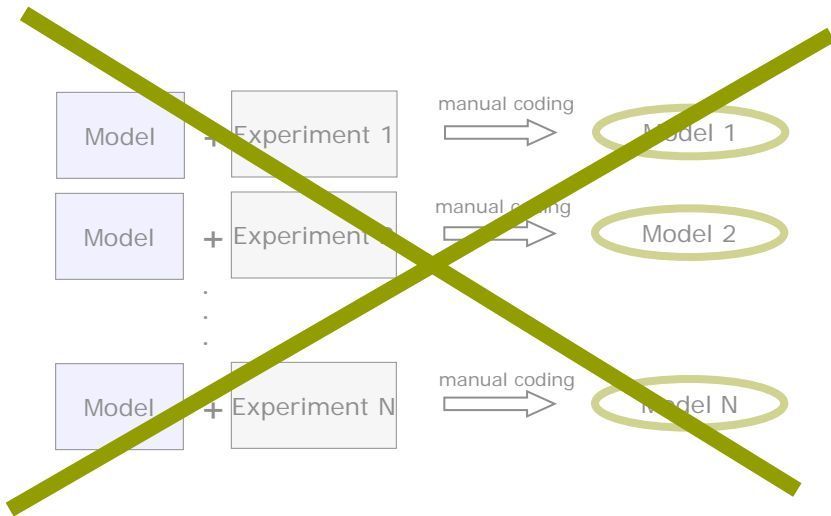 manual coding
Model + Experiment 1 Model 1
manual coding
Model + Experiment Model 2
.
.
.
manual coding
Model + Experiment N Model N